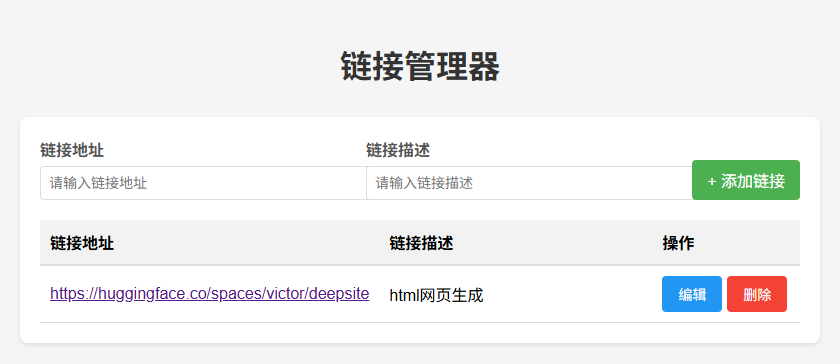 链接管理器
链接地址 链接描述
请输入链接地址 请输入链接描述 + 添加链接
链接地址 链接描述 操作
https://huggingface.co/spaces/victor/deepsite html网页生成 编辑 删除